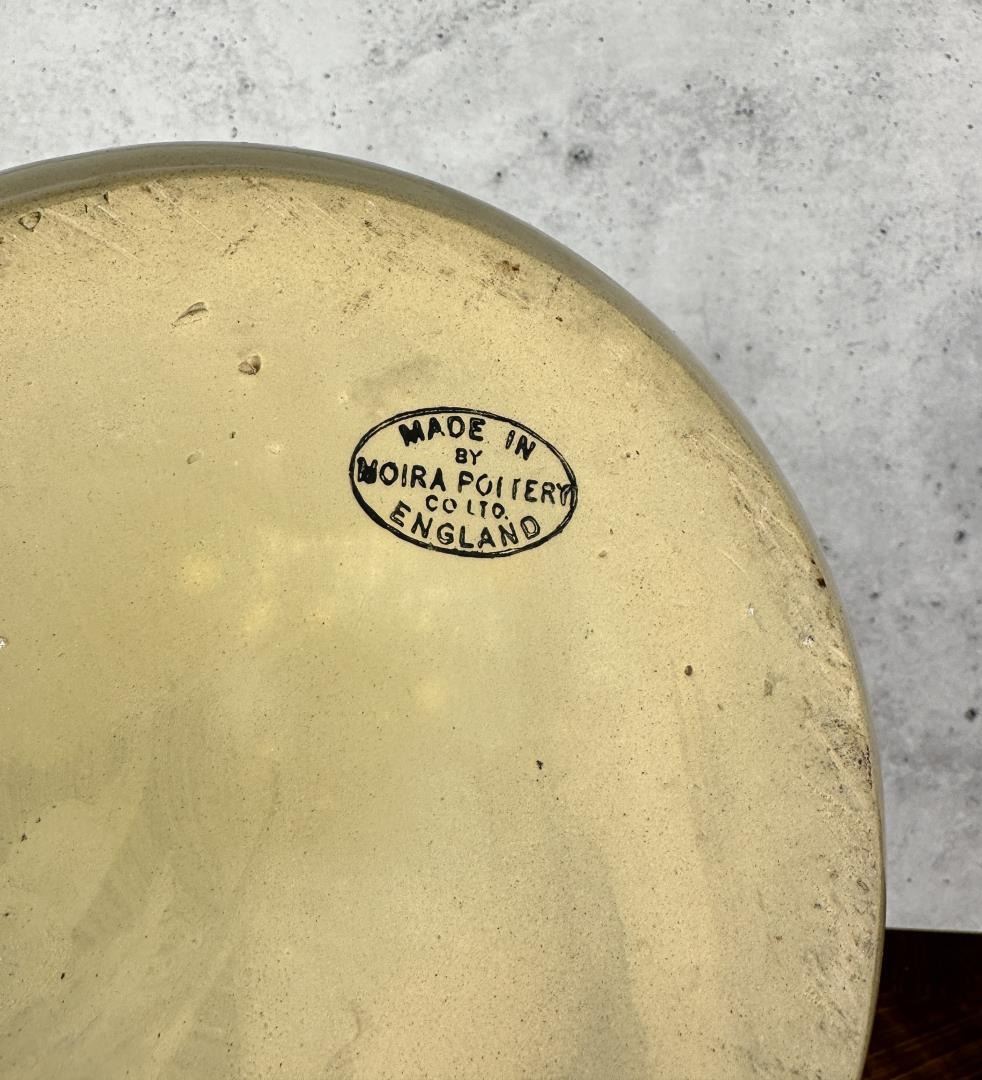 MADE IN
BY
MOIRA POTTERY
CO LTD.
ENGLAND